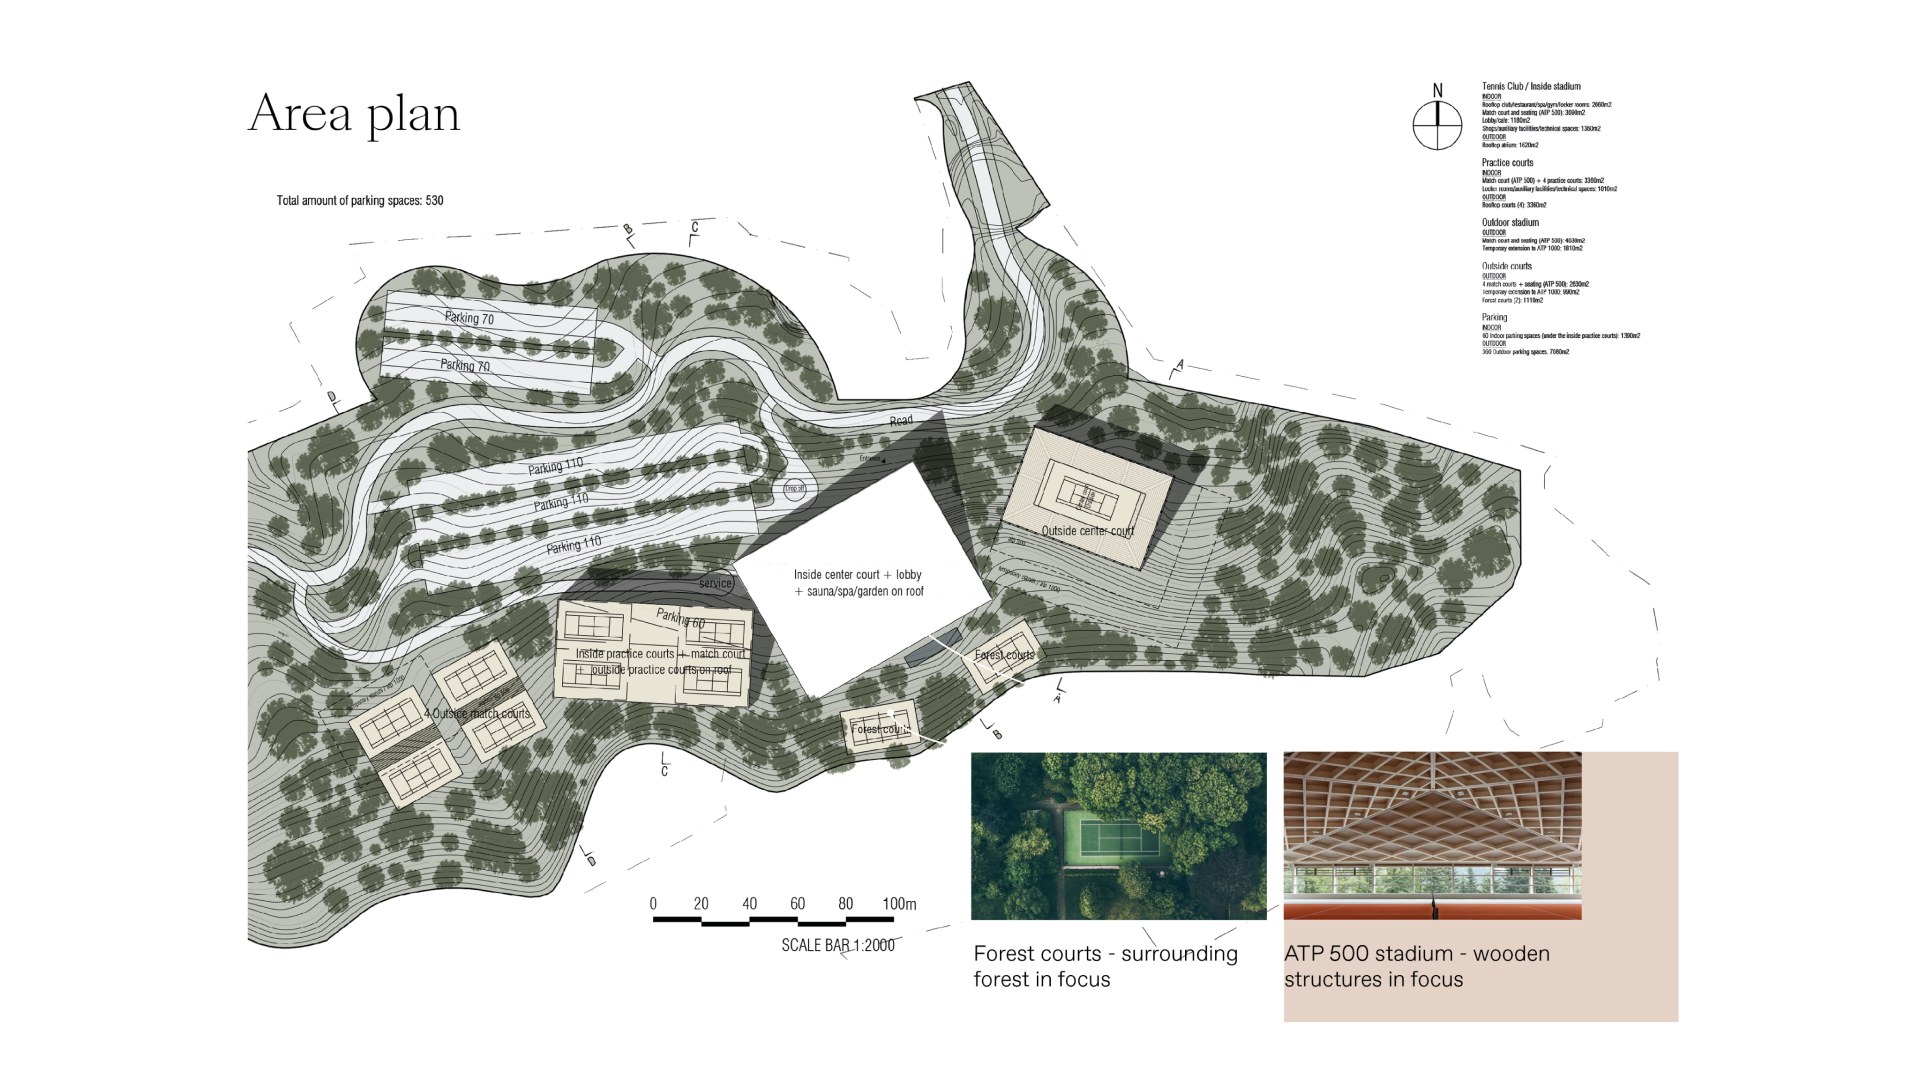 Area plan
Total amount of parking spaces: 530
N
Tennis Club / Inside stadium
INDOOR
Rooftop club/restaurant/spa/gym/locker rooms: 2060m2
Match court and seating (ATP 500): 3690m2
Lobby/cafe: 1180m2
Shops/auxiliary facilities/technical spaces: 1360m2
OUTDOOR
Rooftop atrium: 1620m2
Practice courts
INDOOR
Match court (ATP 500) + 4 practice courts: 3360m2
Locker rooms/auxiliary facilities/technical spaces: 1010m2
OUTDOOR
Rooftop courts (4): 3360m2
Outdoor stadium
OUTDOOR
Match court and seating (ATP 500): 4030m2
Temporary extension to ATP 1000: 1810m2
Outside courts
OUTDOOR
4 match courts + seating (ATP 500): 2630m2
Temporary extension to ATP 1000: 990m2
Forest courts (2): 1110m2
Parking
INDOOR
60 Indoor parking spaces (under the inside practice courts): 1390m2
OUTDOOR
360 Outdoor parking spaces: 7080m2
B
C
A
D
Parking 70
Parking 70
Road
Entrance
Parking 110
Parking 110
Parking 110
Drop off
Outside center court
atp 500
temporary seats / atp 1000
service
Inside center court + lobby
+ sauna/spa/garden on roof
Parking 60
Inside practice courts + match court
+ outside practice courts on roof
Forest courts
Forest courts
4 Outside match courts
A
B
C
D
0 20 40 60 80 100m
SCALE BAR 1:2000
Forest courts - surrounding
forest in focus
ATP 500 stadium - wooden
structures in focus